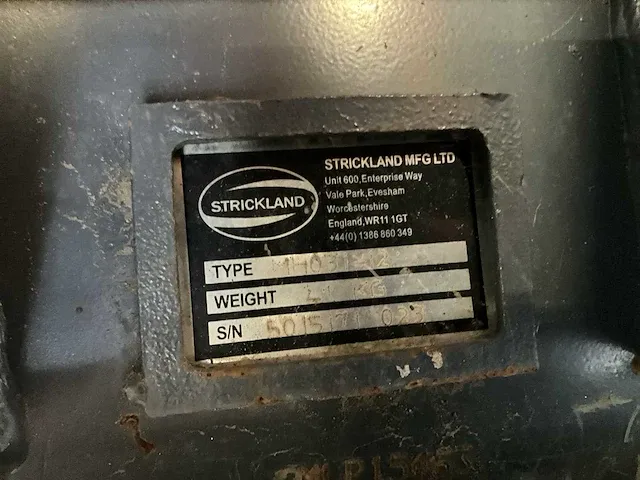 STRICKLAND
STRICKLAND MFG LTD
Unit 600,Enterprise Way
Vale Park,Evesham
Worcestershire
England,WR11 1GT
+44(0) 1386 860 349
TYPE
WEIGHT KG
S/N